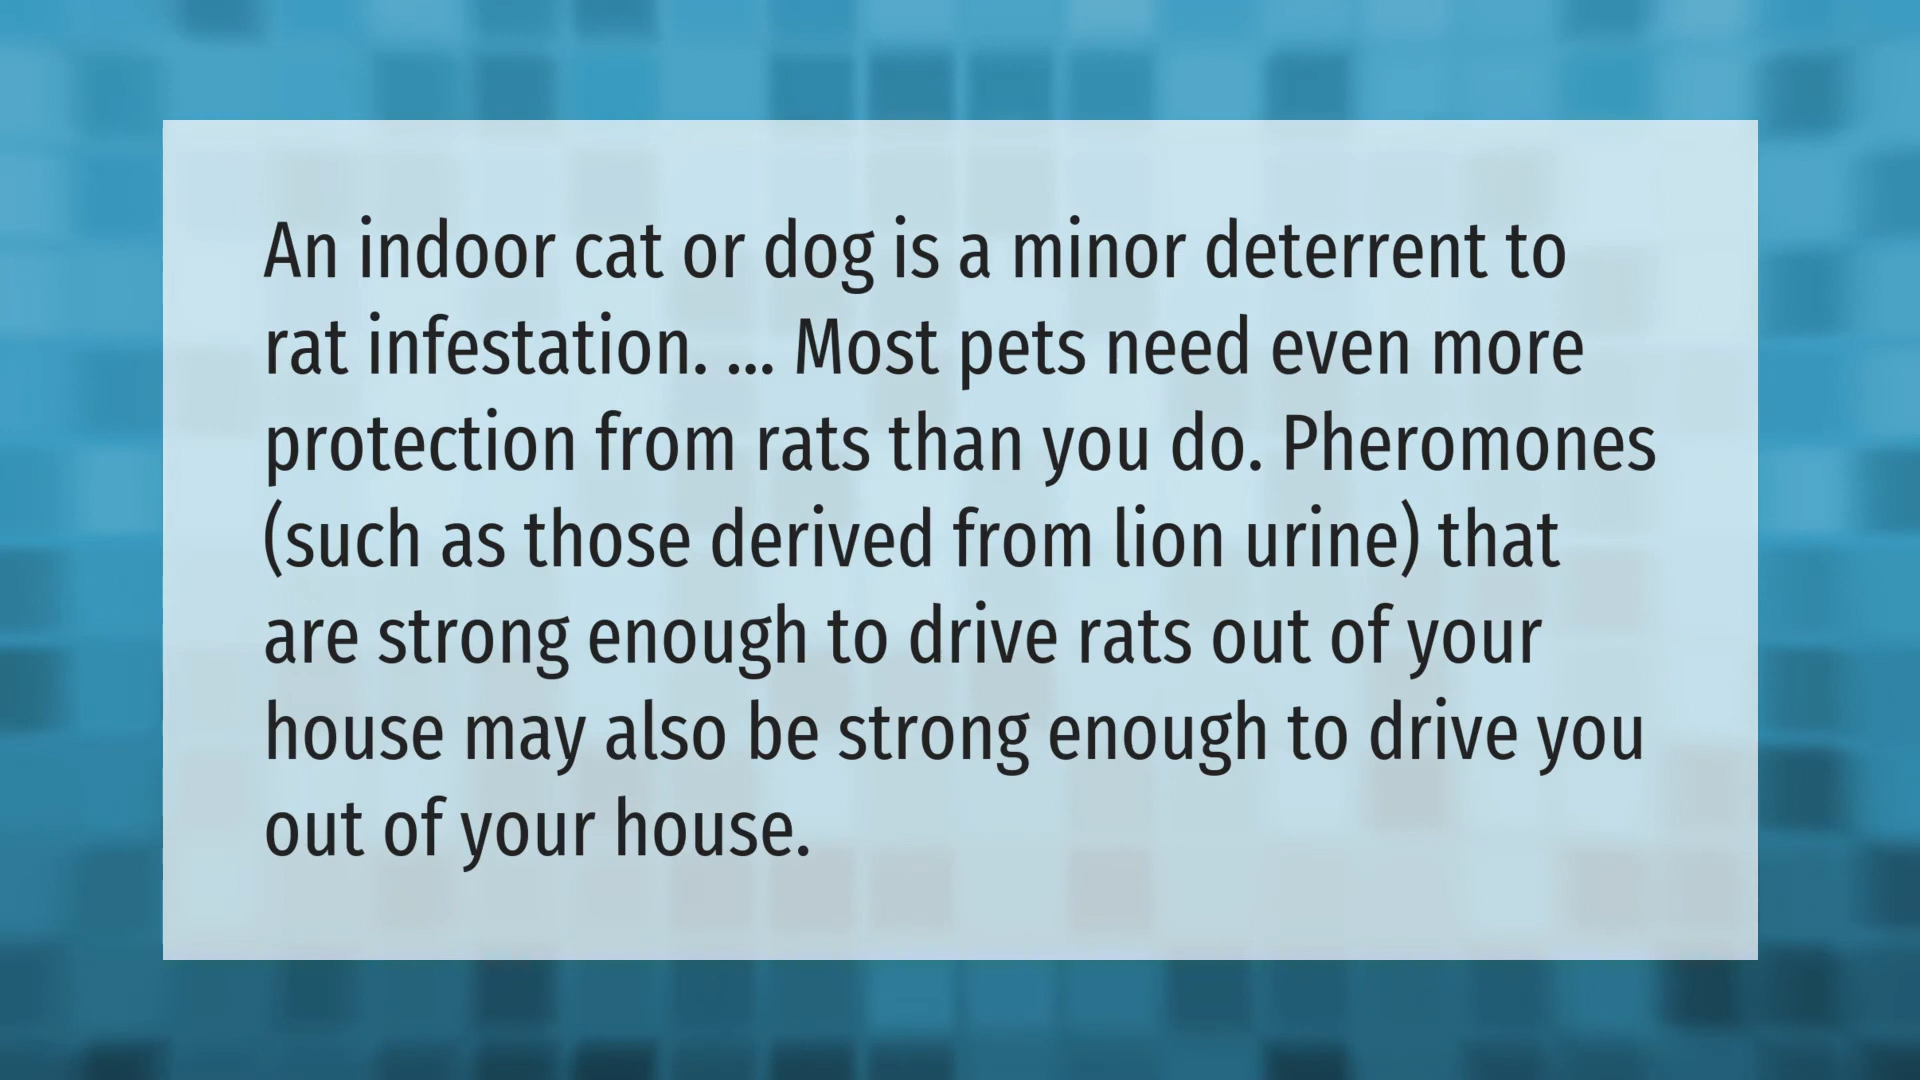 An indoor cat or dog is a minor deterrent to
rat infestation. ... Most pets need even more
protection from rats than you do. Pheromones
(such as those derived from lion urine) that
are strong enough to drive rats out of your
house may also be strong enough to drive you
out of your house.